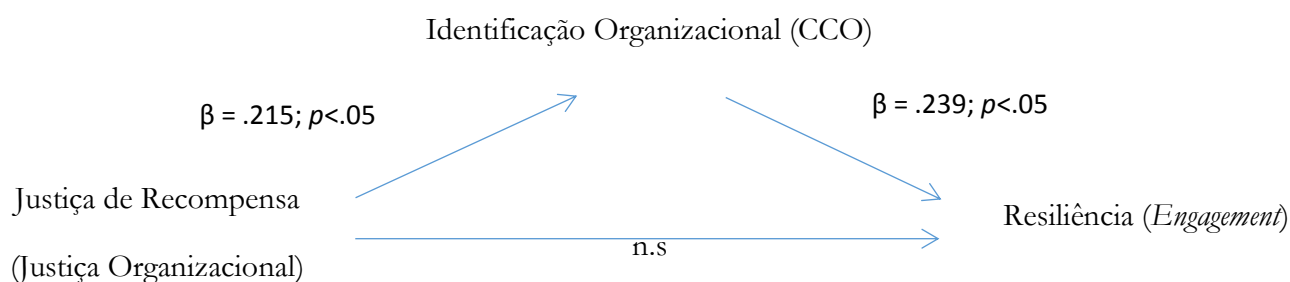 Identificação Organizacional (CCO)
β = .215; p<.05
β = .239; p<.05
Justiça de Recompensa
(Justiça Organizacional)
Resiliência (Engagement)
n.s